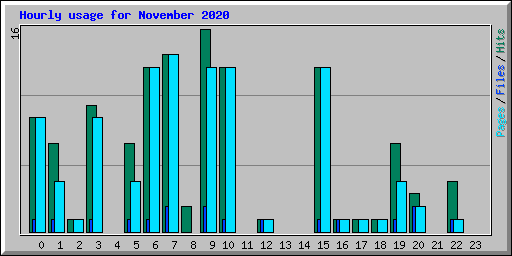 Hourly usage for November 2020
16
Pages/Files/Hits
0 1 2 3 4 5 6 7 8 9 10 11 12 13 14 15 16 17 18 19 20 21 22 23